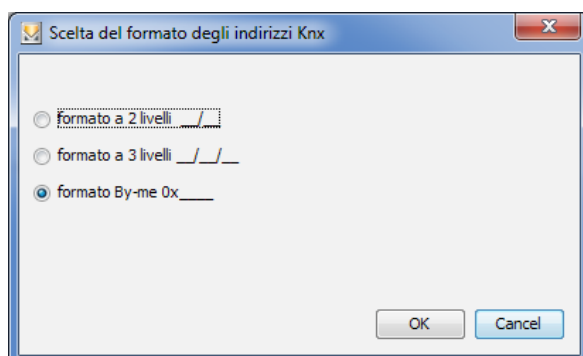 Scelta del formato degli indirizzi Knx
formato a 2 livelli __/__
formato a 3 livelli __/__/__
formato By-me 0x____
OK Cancel